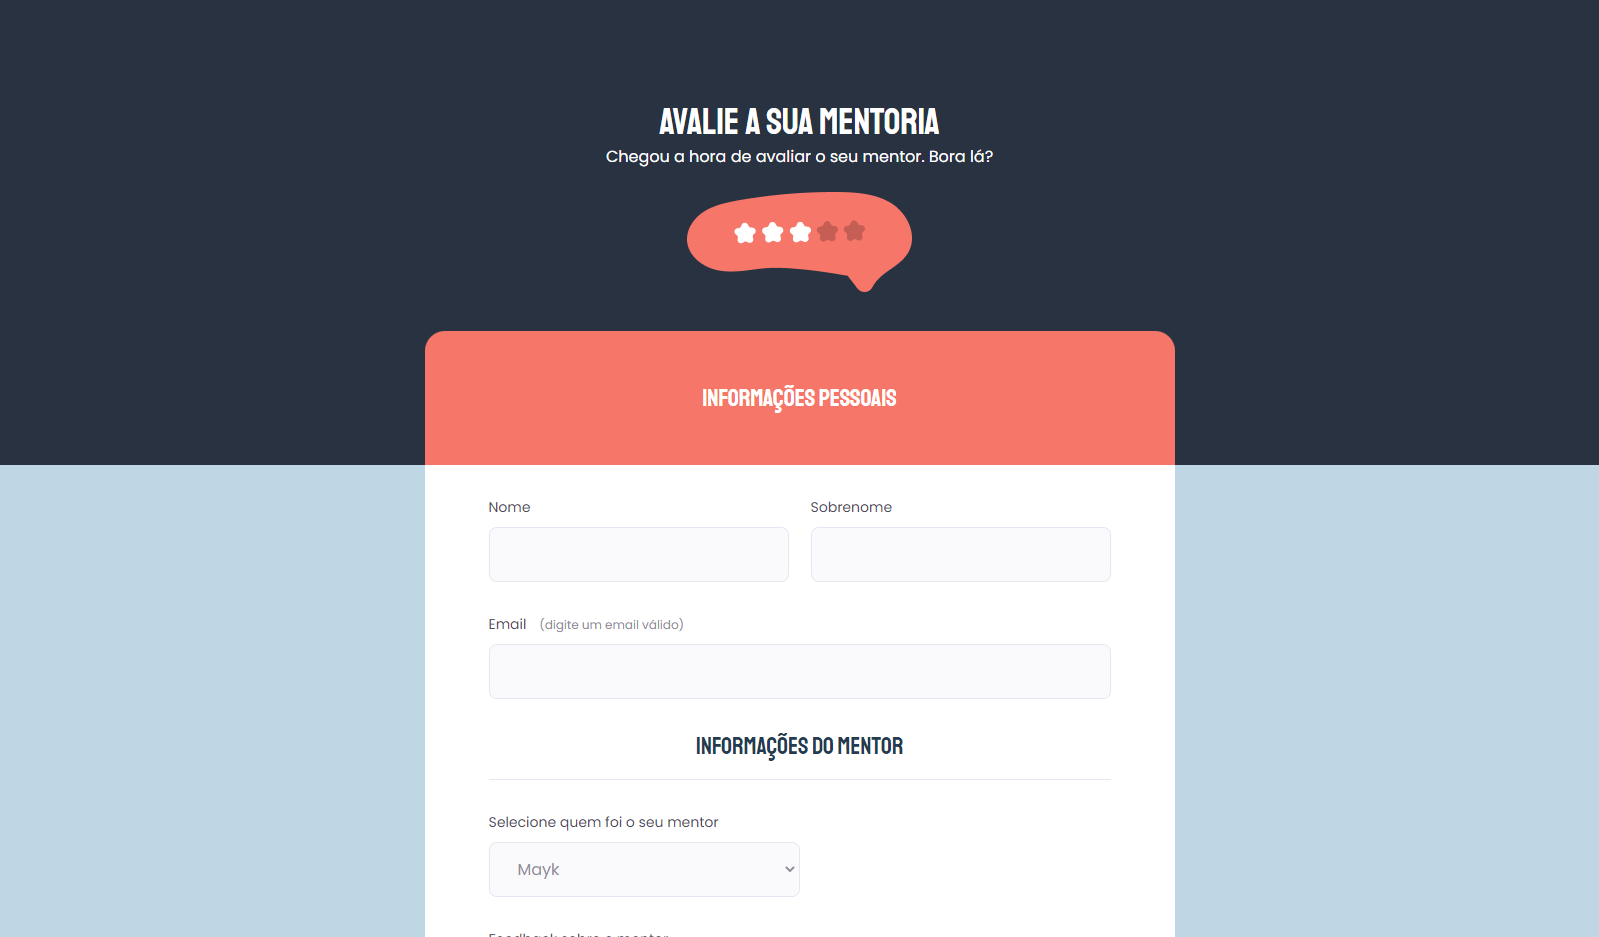 AVALIE A SUA MENTORIA
Chegou a hora de avaliar o seu mentor. Bora lá?
INFORMAÇÕES PESSOAIS
Nome
Sobrenome
Email (digite um email válido)
INFORMAÇÕES DO MENTOR
Selecione quem foi o seu mentor
Mayk